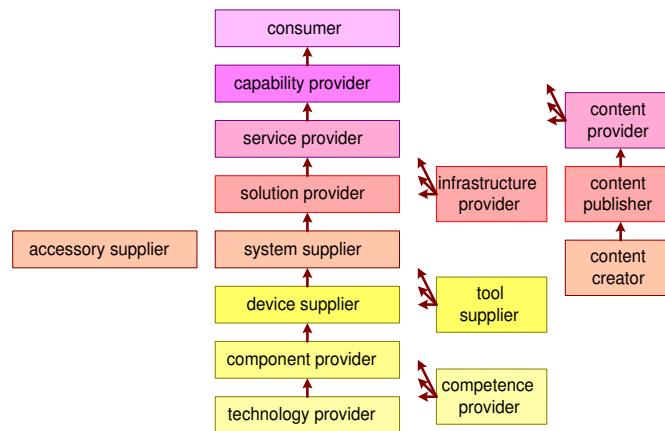 consumer
capability provider
service provider
solution provider
accessory supplier
system supplier
device supplier
component provider
technology provider
infrastructure
provider
tool
supplier
competence
provider
content
provider
content
publisher
content
creator